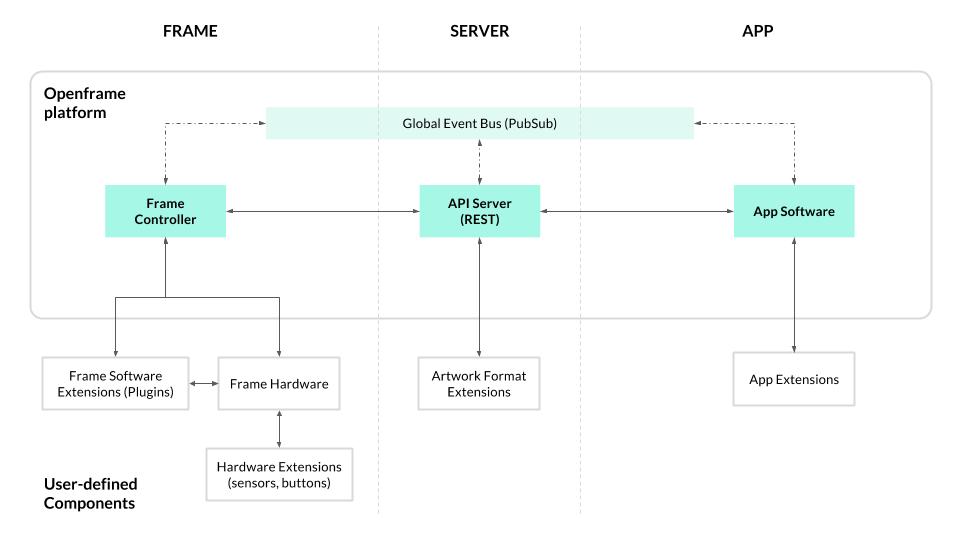 FRAME
SERVER
APP
Openframe
platform
Global Event Bus (PubSub)
Frame
Controller
API Server
(REST)
App Software
Frame Software
Extensions (Plugins)
Frame Hardware
Artwork Format
Extensions
App Extensions
Hardware Extensions
(sensors, buttons)
User-defined
Components